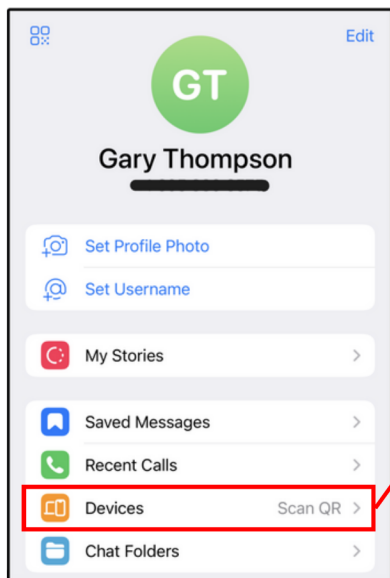 Edit
GT
Gary Thompson
Set Profile Photo
Set Username
My Stories
Saved Messages
Recent Calls
Devices Scan QR
Chat Folders